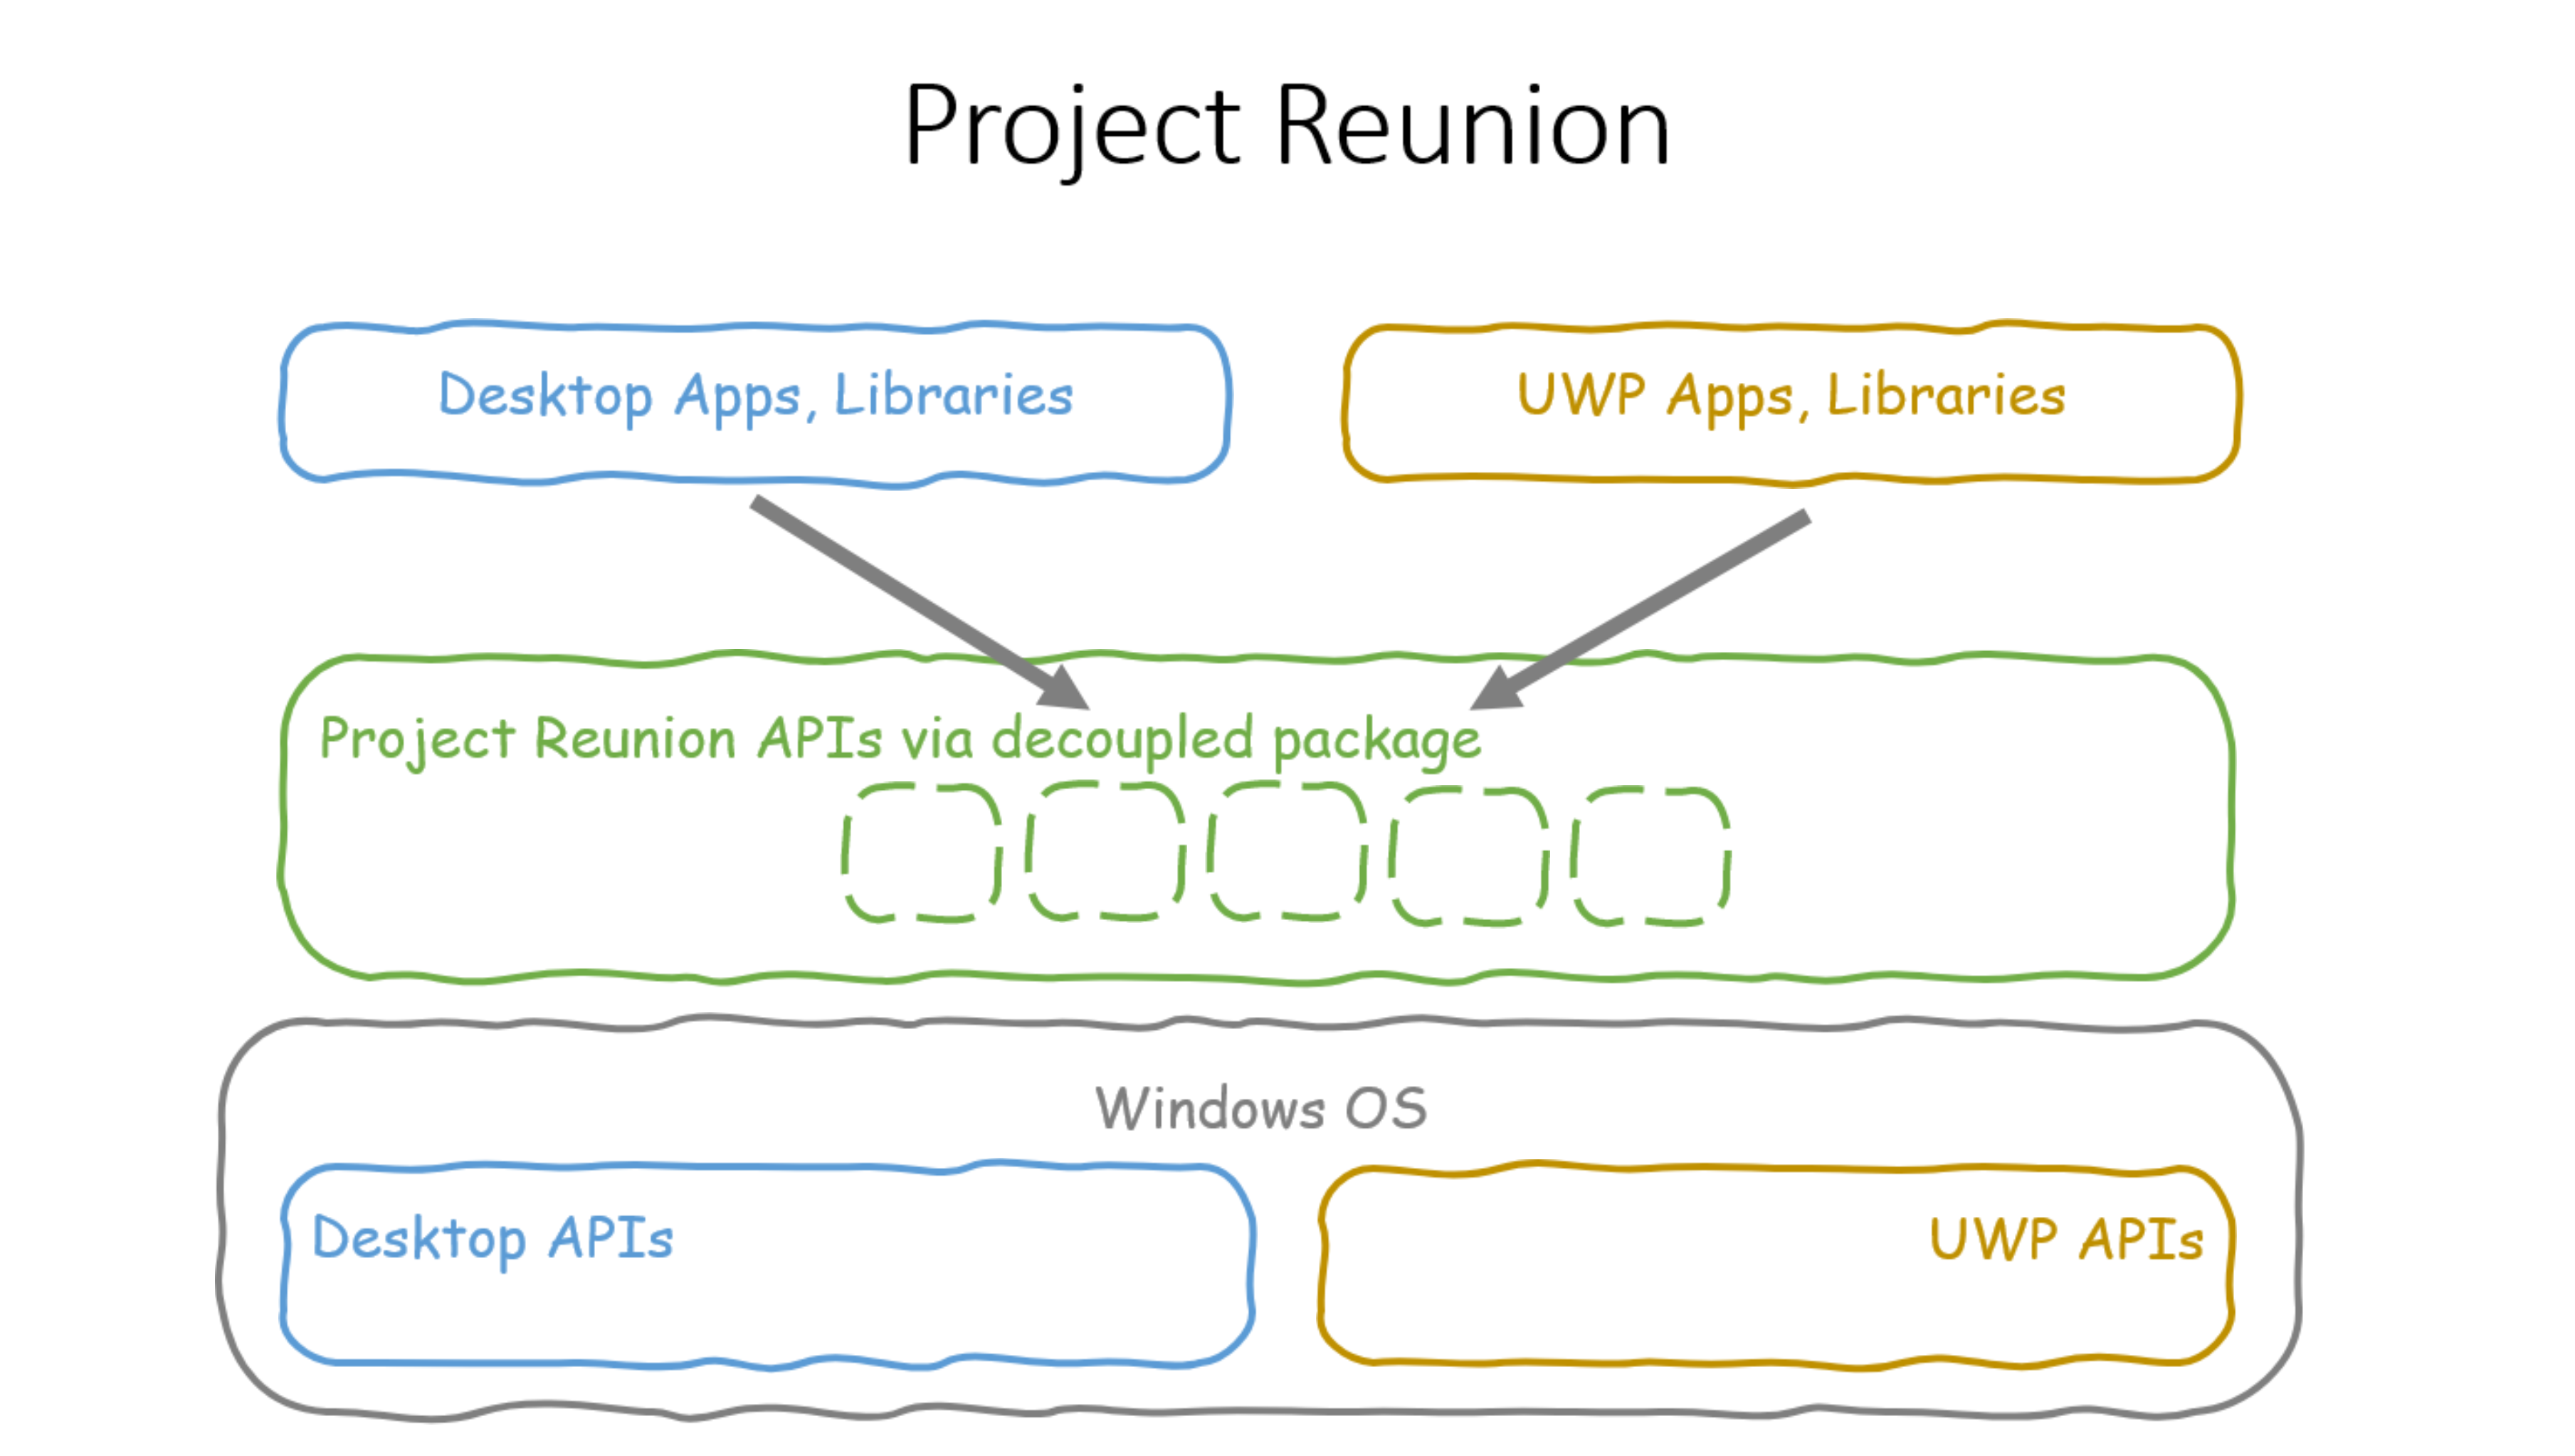 Project Reunion
Desktop Apps, Libraries
UWP Apps, Libraries
Project Reunion APIs via decoupled package
Windows OS
Desktop APIs
UWP APIs